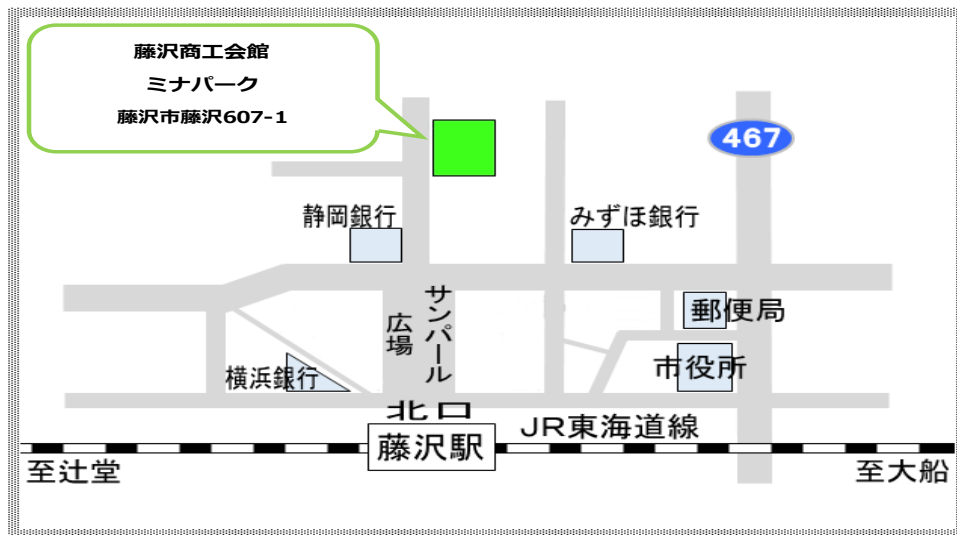 藤沢商工会館
ミナパーク
藤沢市藤沢607-1
467
静岡銀行
みずほ銀行
サンパール
広場
郵便局
市役所
横浜銀行
北口
藤沢駅
JR東海道線
至辻堂
至大船